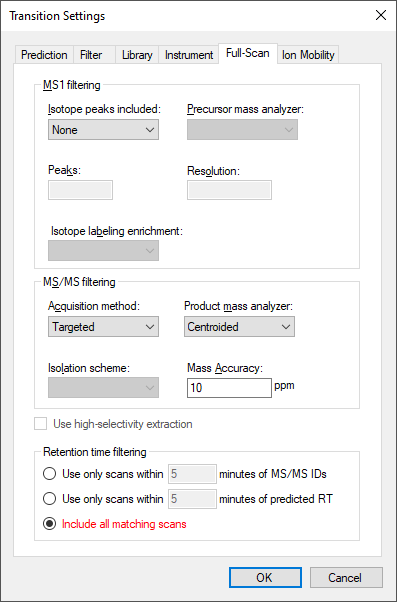 Transition Settings
Prediction Filter Library Instrument Full-Scan Ion Mobility
MS1 filtering
Isotope peaks included: Precursor mass analyzer:
None
Peaks: Resolution:
Isotope labeling enrichment:
MS/MS filtering
Acquisition method: Product mass analyzer:
Targeted Centroided
Isolation scheme: Mass Accuracy:
10 ppm
Use high-selectivity extraction
Retention time filtering
Use only scans within 5 minutes of MS/MS IDs
Use only scans within 5 minutes of predicted RT
Include all matching scans
OK Cancel